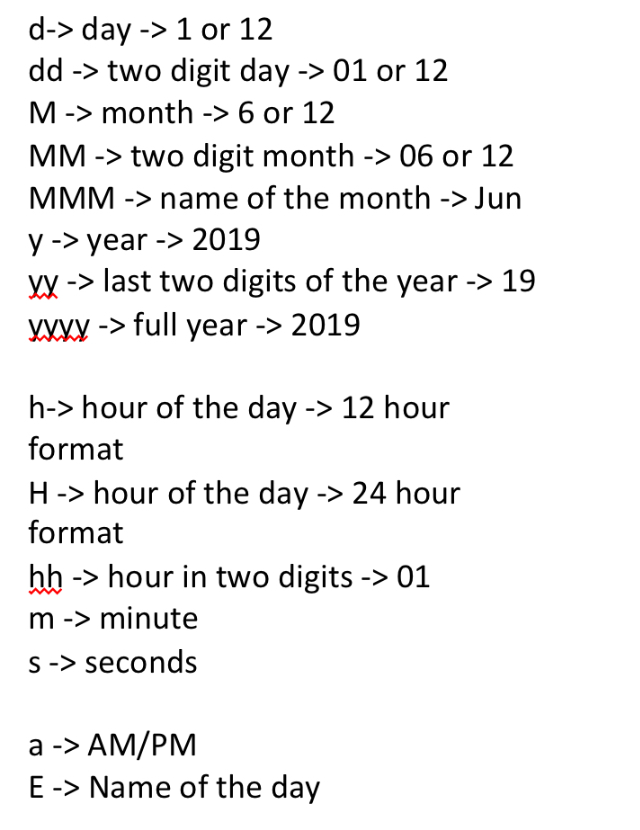 d-> day -> 1 or 12
dd -> two digit day -> 01 or 12
M -> month -> 6 or 12
MM -> two digit month -> 06 or 12
MMM -> name of the month -> Jun
y -> year -> 2019
yy -> last two digits of the year -> 19
yyyy -> full year -> 2019
h-> hour of the day -> 12 hour
format
H -> hour of the day -> 24 hour
format
hh -> hour in two digits -> 01
m -> minute
s -> seconds
a -> AM/PM
E -> Name of the day